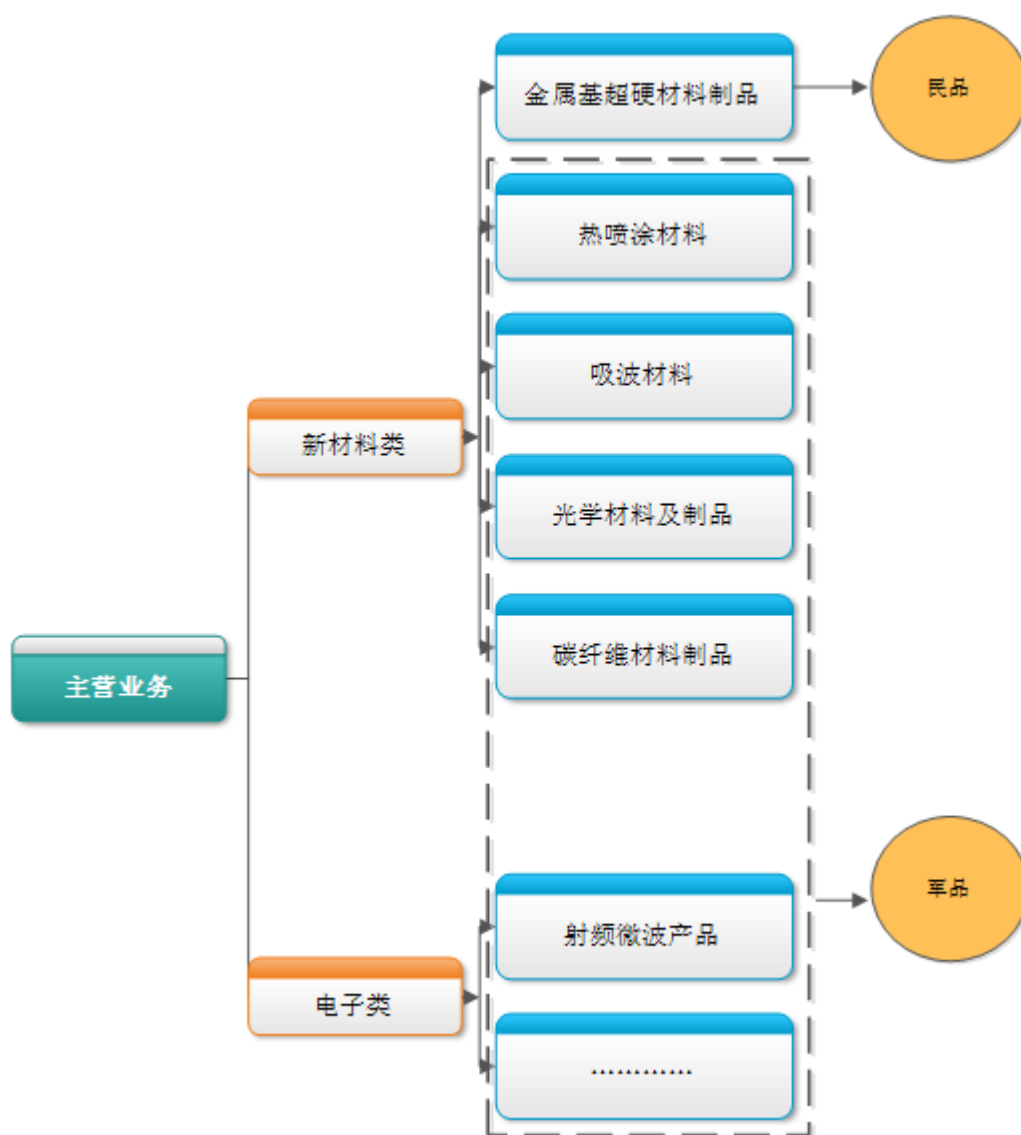 金属基超硬材料制品
民品
热喷涂材料
吸波材料
新材料类
光学材料及制品
碳纤维材料制品
主营业务
军品
射频微波产品
电子类
…………